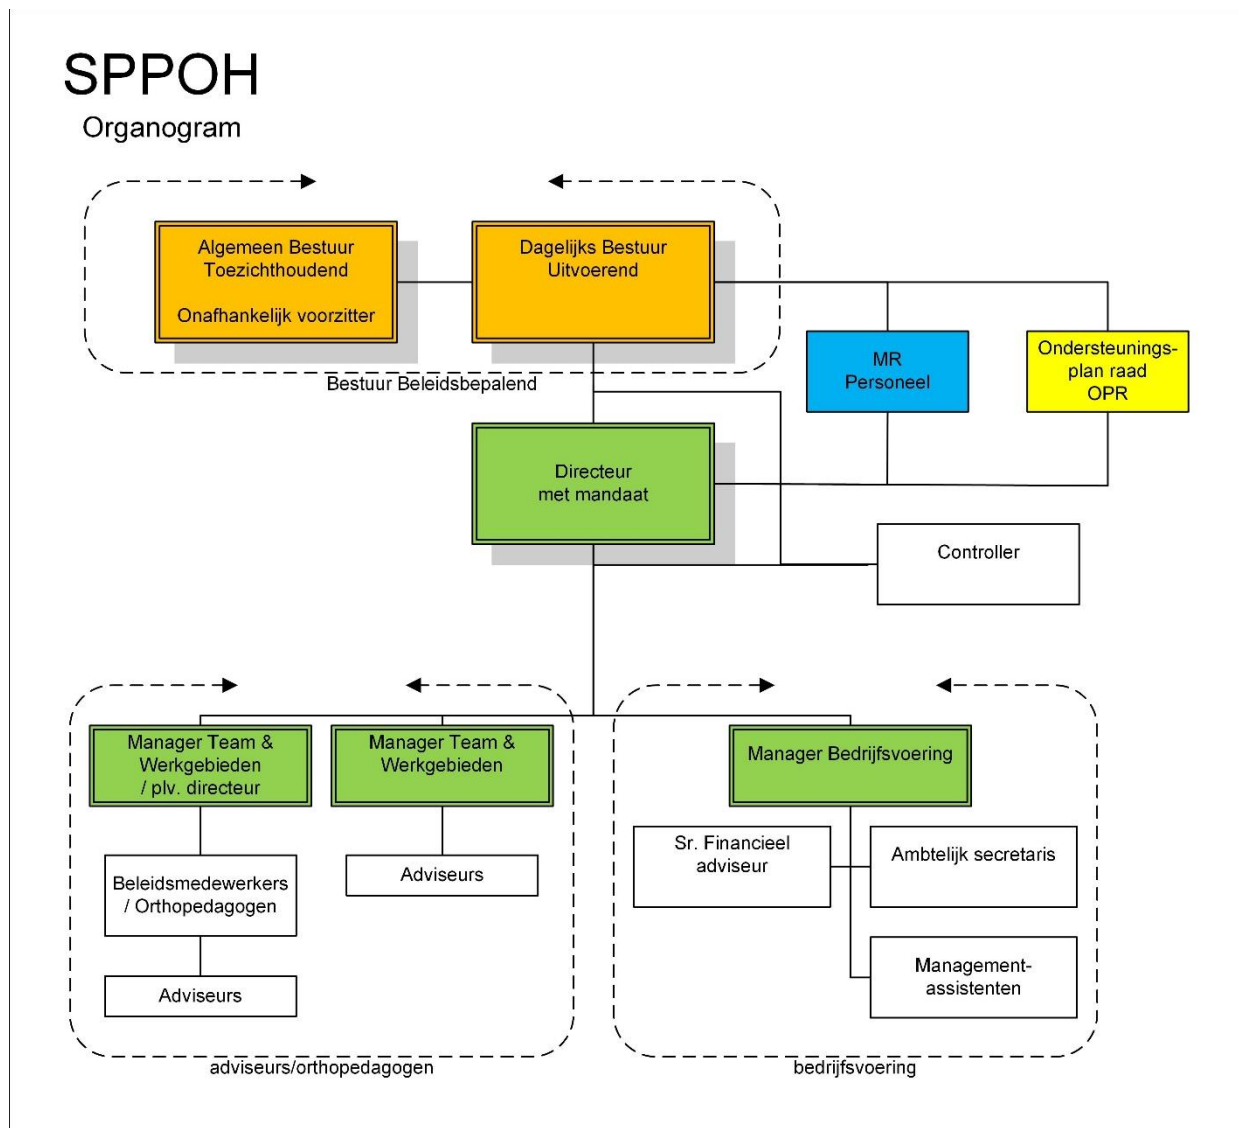 SPPOH
Organogram
Algemeen Bestuur
Toezichthoudend
Onafhankelijk voorzitter
Dagelijks Bestuur
Uitvoerend
Bestuur Beleidsbepalend
MR
Personeel
Ondersteunings-
plan raad
OPR
Directeur
met mandaat
Controller
Manager Team &
Werkgebieden
/ plv. directeur
Manager Team &
Werkgebieden
Manager Bedrijfsvoering
Beleidsmedewerkers
/ Orthopedagogen
Adviseurs
Adviseurs
Sr. Financieel
adviseur
Ambtelijk secretaris
Management-
assistenten
adviseurs/orthopedagogen
bedrijfsvoering